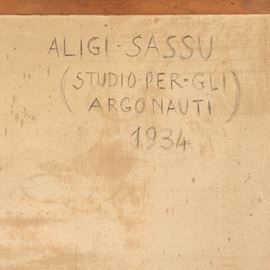 ALIGI·SASSU
(STUDIO·PER·GLI
ARGONAUTI)
1934